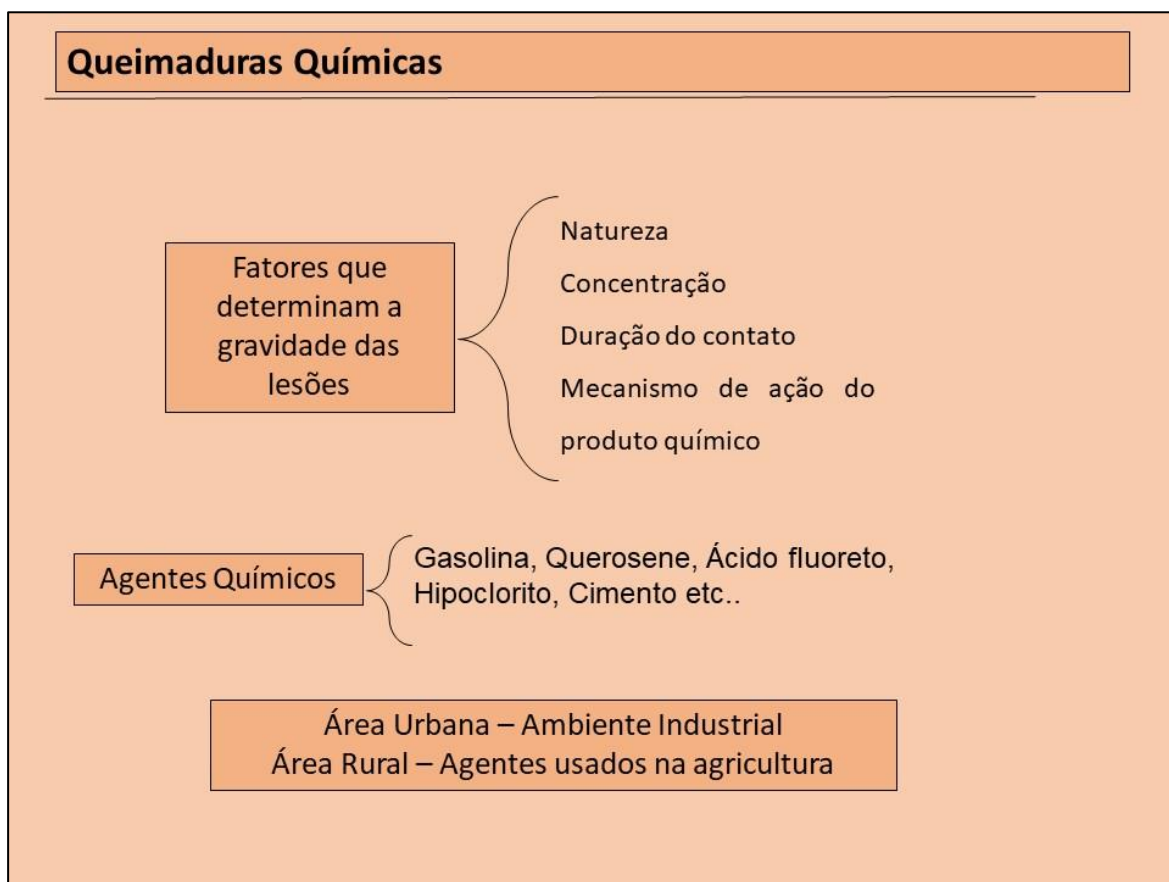 Queimaduras Químicas
Fatores que
determinam a
gravidade das
lesões
Natureza
Concentração
Duração do contato
Mecanismo de ação do
produto químico
Agentes Químicos
Gasolina, Querosene, Ácido fluoreto,
Hipoclorito, Cimento etc..
Área Urbana – Ambiente Industrial
Área Rural – Agentes usados na agricultura